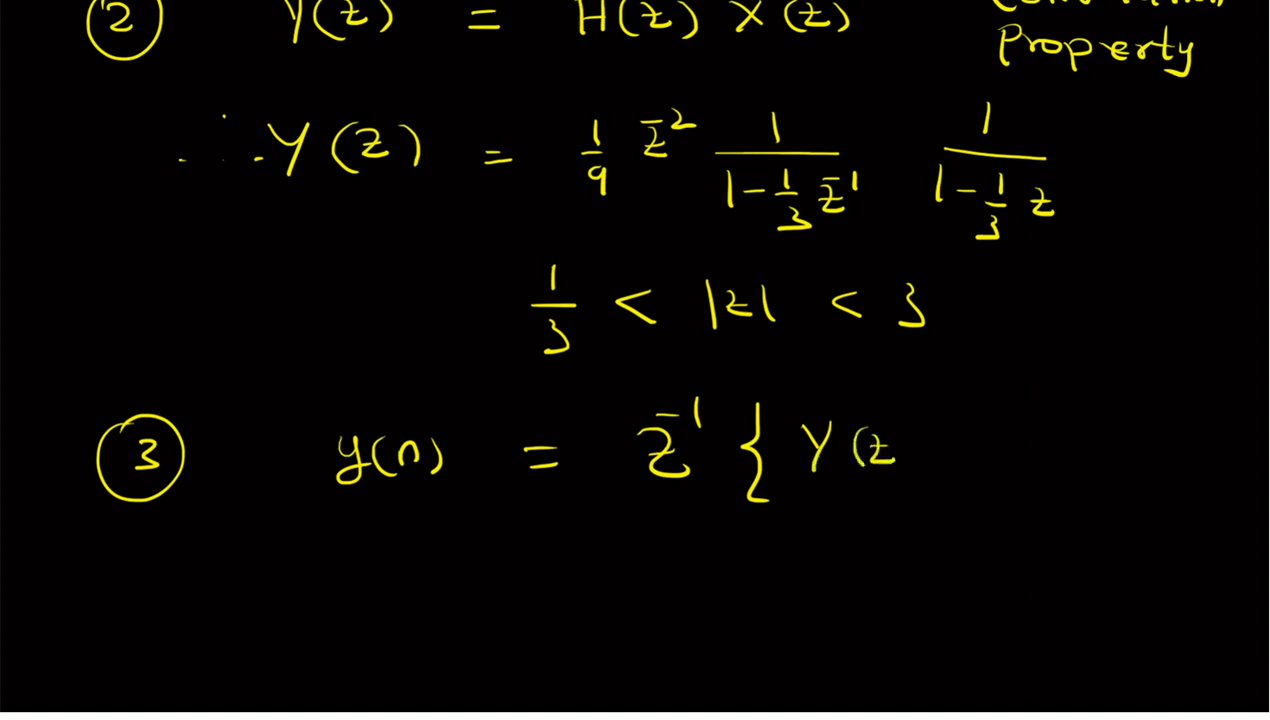 ② Y(z) = H(z) X(z)
Property
∴ Y(z) = 1/9 z⁻² 1/(1-1/3 z⁻¹) 1/(1-1/3 z)
1/3 < |z| < 3
③ y(n) = z⁻¹ { Y(z